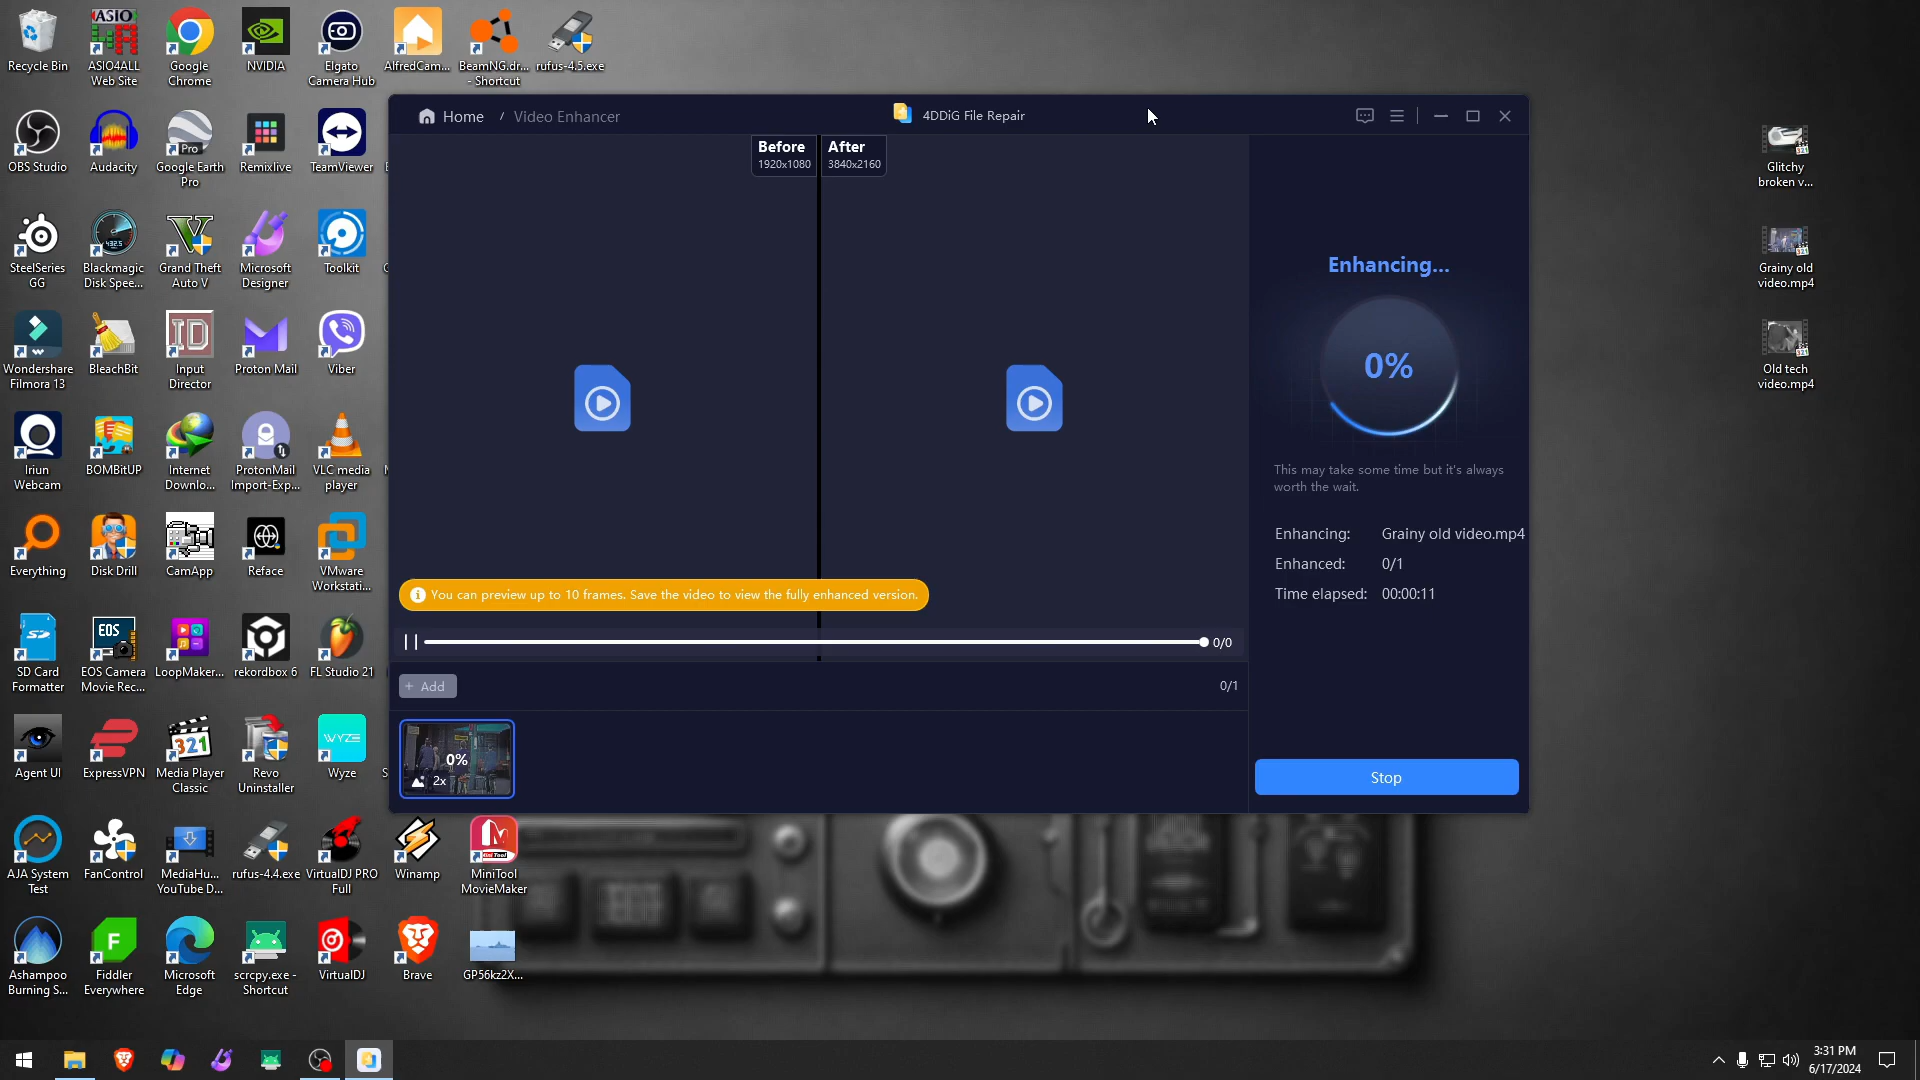 Recycle Bin
ASIO4ALL
Web Site
Google
Chrome
NVIDIA
Elgato
Camera Hub
AlfredCam...
BeamNG.dr...
- Shortcut
rufus-4.5.exe
OBS Studio
Audacity
Google Earth
Pro
Remixlive
TeamViewer
SteelSeries
GG
Blackmagic
Disk Spee...
Grand Theft
Auto V
Microsoft
Designer
Toolkit
Wondershare
Filmora 13
BleachBit
Input
Director
Proton Mail
Viber
Iriun
Webcam
BOMBitUP
Internet
Downlo...
ProtonMail
Import-Exp...
VLC media
player
Everything
Disk Drill
CamApp
Reface
VMware
Workstati...
SD Card
Formatter
EOS Camera
Movie Rec...
LoopMaker...
rekordbox 6
FL Studio 21
Agent UI
ExpressVPN
Media Player
Classic
Revo
Uninstaller
Wyze
AJA System
Test
FanControl
MediaHu...
YouTube D...
rufus-4.4.exe
VirtualDJ PRO
Full
Winamp
MiniTool
MovieMaker
Ashampoo
Burning S...
Fiddler
Everywhere
Microsoft
Edge
scrcpy.exe -
Shortcut
VirtualDJ
Brave
GP56kz2X...
Home / Video Enhancer
4DDiG File Repair
Before
1920x1080
After
3840x2160
You can preview up to 10 frames. Save the video to view the fully enhanced version.
0/0
+ Add
0/1
0%
2x
Enhancing...
0%
This may take some time but it's always
worth the wait.
Enhancing: Grainy old video.mp4
Enhanced: 0/1
Time elapsed: 00:00:11
Stop
Glitchy
broken v...
Grainy old
video.mp4
Old tech
video.mp4
3:31 PM
6/17/2024